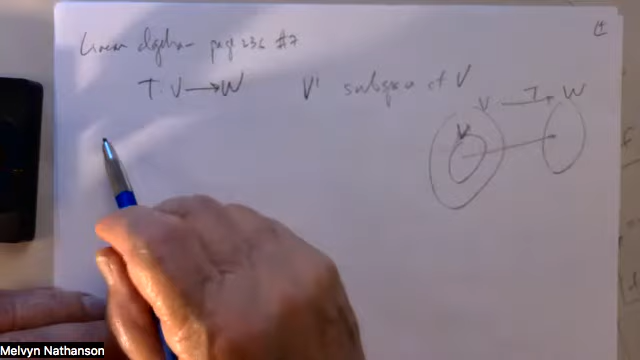 Linear algebra - page 236 #7
T: V → W   V' subspace of V
V T → W
V'
Melvyn Nathanson